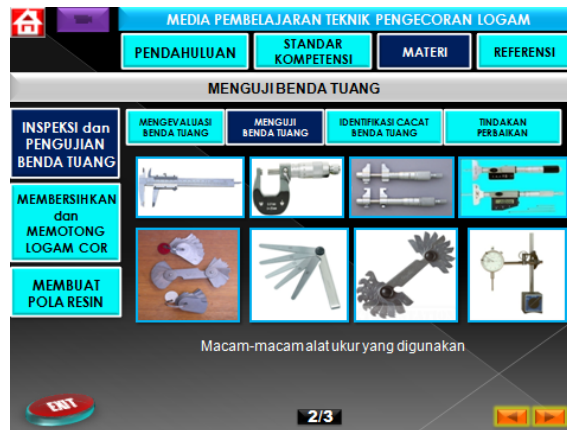 MEDIA PEMBELAJARAN TEKNIK PENGECORAN LOGAM
PENDAHULUAN
STANDAR
KOMPETENSI
MATERI
REFERENSI
MENGUJI BENDA TUANG
INSPEKSI dan
PENGUJIAN
BENDA TUANG
MENGEVALUASI
BENDA TUANG
MENGUJI
BENDA TUANG
IDENTIFIKASI CACAT
BENDA TUANG
TINDAKAN
PERBAIKAN
MEMBERSIHKAN
dan
MEMOTONG
LOGAM COR
MEMBUAT
POLA RESIN
Macam-macam alat ukur yang digunakan
EXIT
2/3